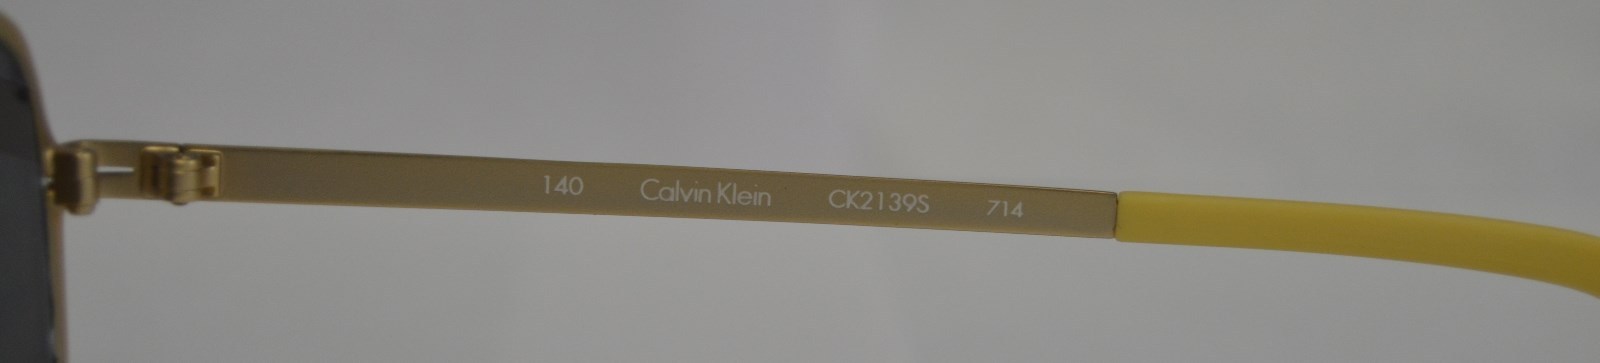 140 Calvin Klein CK2139S 714